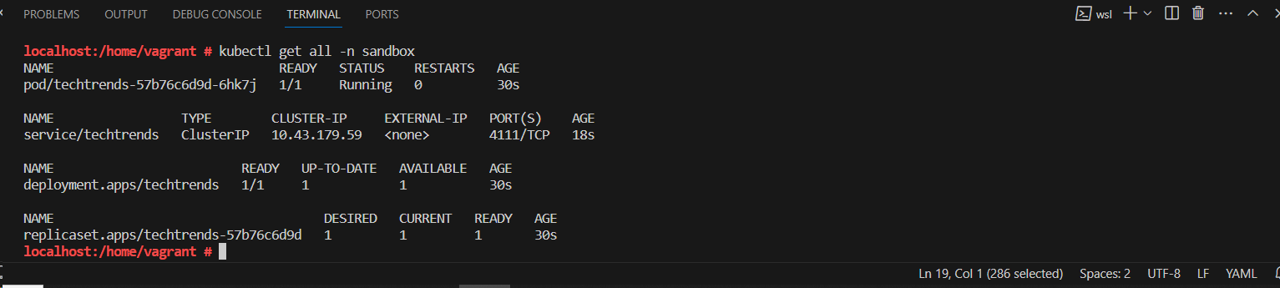 PROBLEMS OUTPUT DEBUG CONSOLE TERMINAL PORTS wsl
localhost:/home/vagrant # kubectl get all -n sandbox
NAME READY STATUS RESTARTS AGE
pod/techtrends-57b76c6d9d-6hk7j 1/1 Running 0 30s
NAME TYPE CLUSTER-IP EXTERNAL-IP PORT(S) AGE
service/techtrends ClusterIP 10.43.179.59 <none> 4111/TCP 18s
NAME READY UP-TO-DATE AVAILABLE AGE
deployment.apps/techtrends 1/1 1 1 30s
NAME DESIRED CURRENT READY AGE
replicaset.apps/techtrends-57b76c6d9d 1 1 1 30s
localhost:/home/vagrant #
Ln 19, Col 1 (286 selected) Spaces: 2 UTF-8 LF YAML